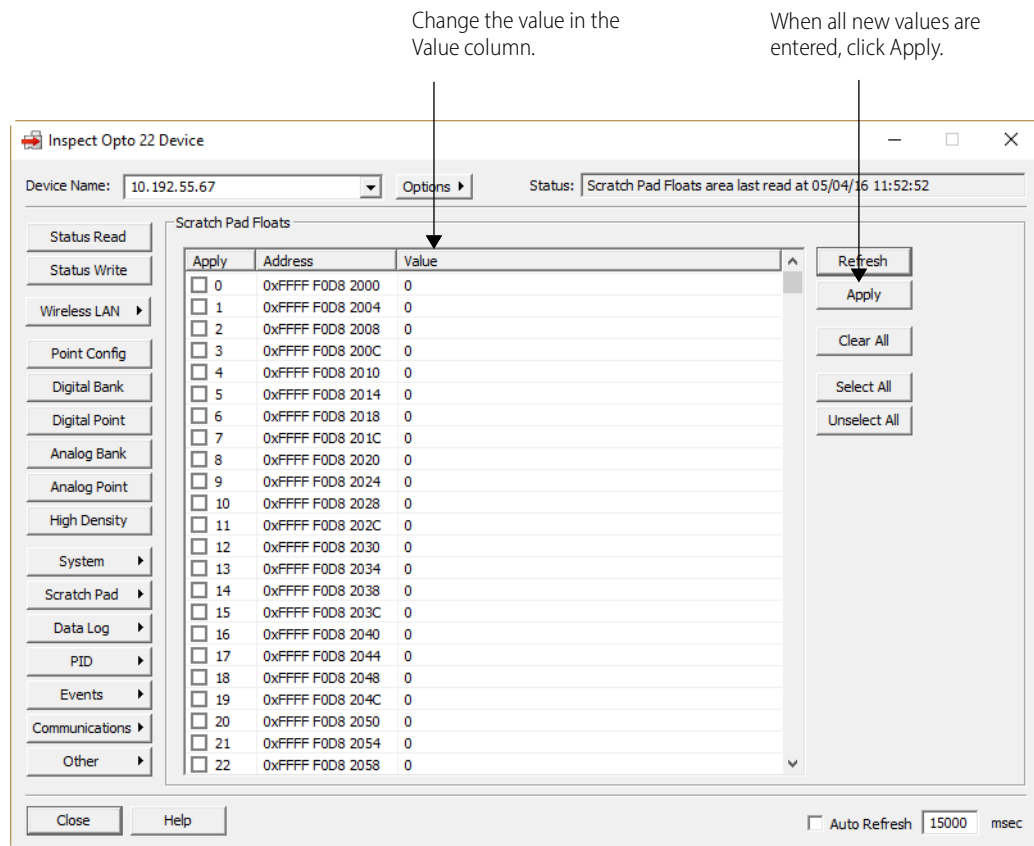 Change the value in the
Value column.
When all new values are
entered, click Apply.
Inspect Opto 22 Device
Device Name: 10.192.55.67 Options Status: Scratch Pad Floats area last read at 05/04/16 11:52:52
Status Read
Status Write
Wireless LAN
Point Config
Digital Bank
Digital Point
Analog Bank
Analog Point
High Density
System
Scratch Pad
Data Log
PID
Events
Communications
Other
Scratch Pad Floats
Apply Address Value
0 0xFFFF F0D8 2000 0
1 0xFFFF F0D8 2004 0
2 0xFFFF F0D8 2008 0
3 0xFFFF F0D8 200C 0
4 0xFFFF F0D8 2010 0
5 0xFFFF F0D8 2014 0
6 0xFFFF F0D8 2018 0
7 0xFFFF F0D8 201C 0
8 0xFFFF F0D8 2020 0
9 0xFFFF F0D8 2024 0
10 0xFFFF F0D8 2028 0
11 0xFFFF F0D8 202C 0
12 0xFFFF F0D8 2030 0
13 0xFFFF F0D8 2034 0
14 0xFFFF F0D8 2038 0
15 0xFFFF F0D8 203C 0
16 0xFFFF F0D8 2040 0
17 0xFFFF F0D8 2044 0
18 0xFFFF F0D8 2048 0
19 0xFFFF F0D8 204C 0
20 0xFFFF F0D8 2050 0
21 0xFFFF F0D8 2054 0
22 0xFFFF F0D8 2058 0
Refresh
Apply
Clear All
Select All
Unselect All
Close Help Auto Refresh 15000 msec